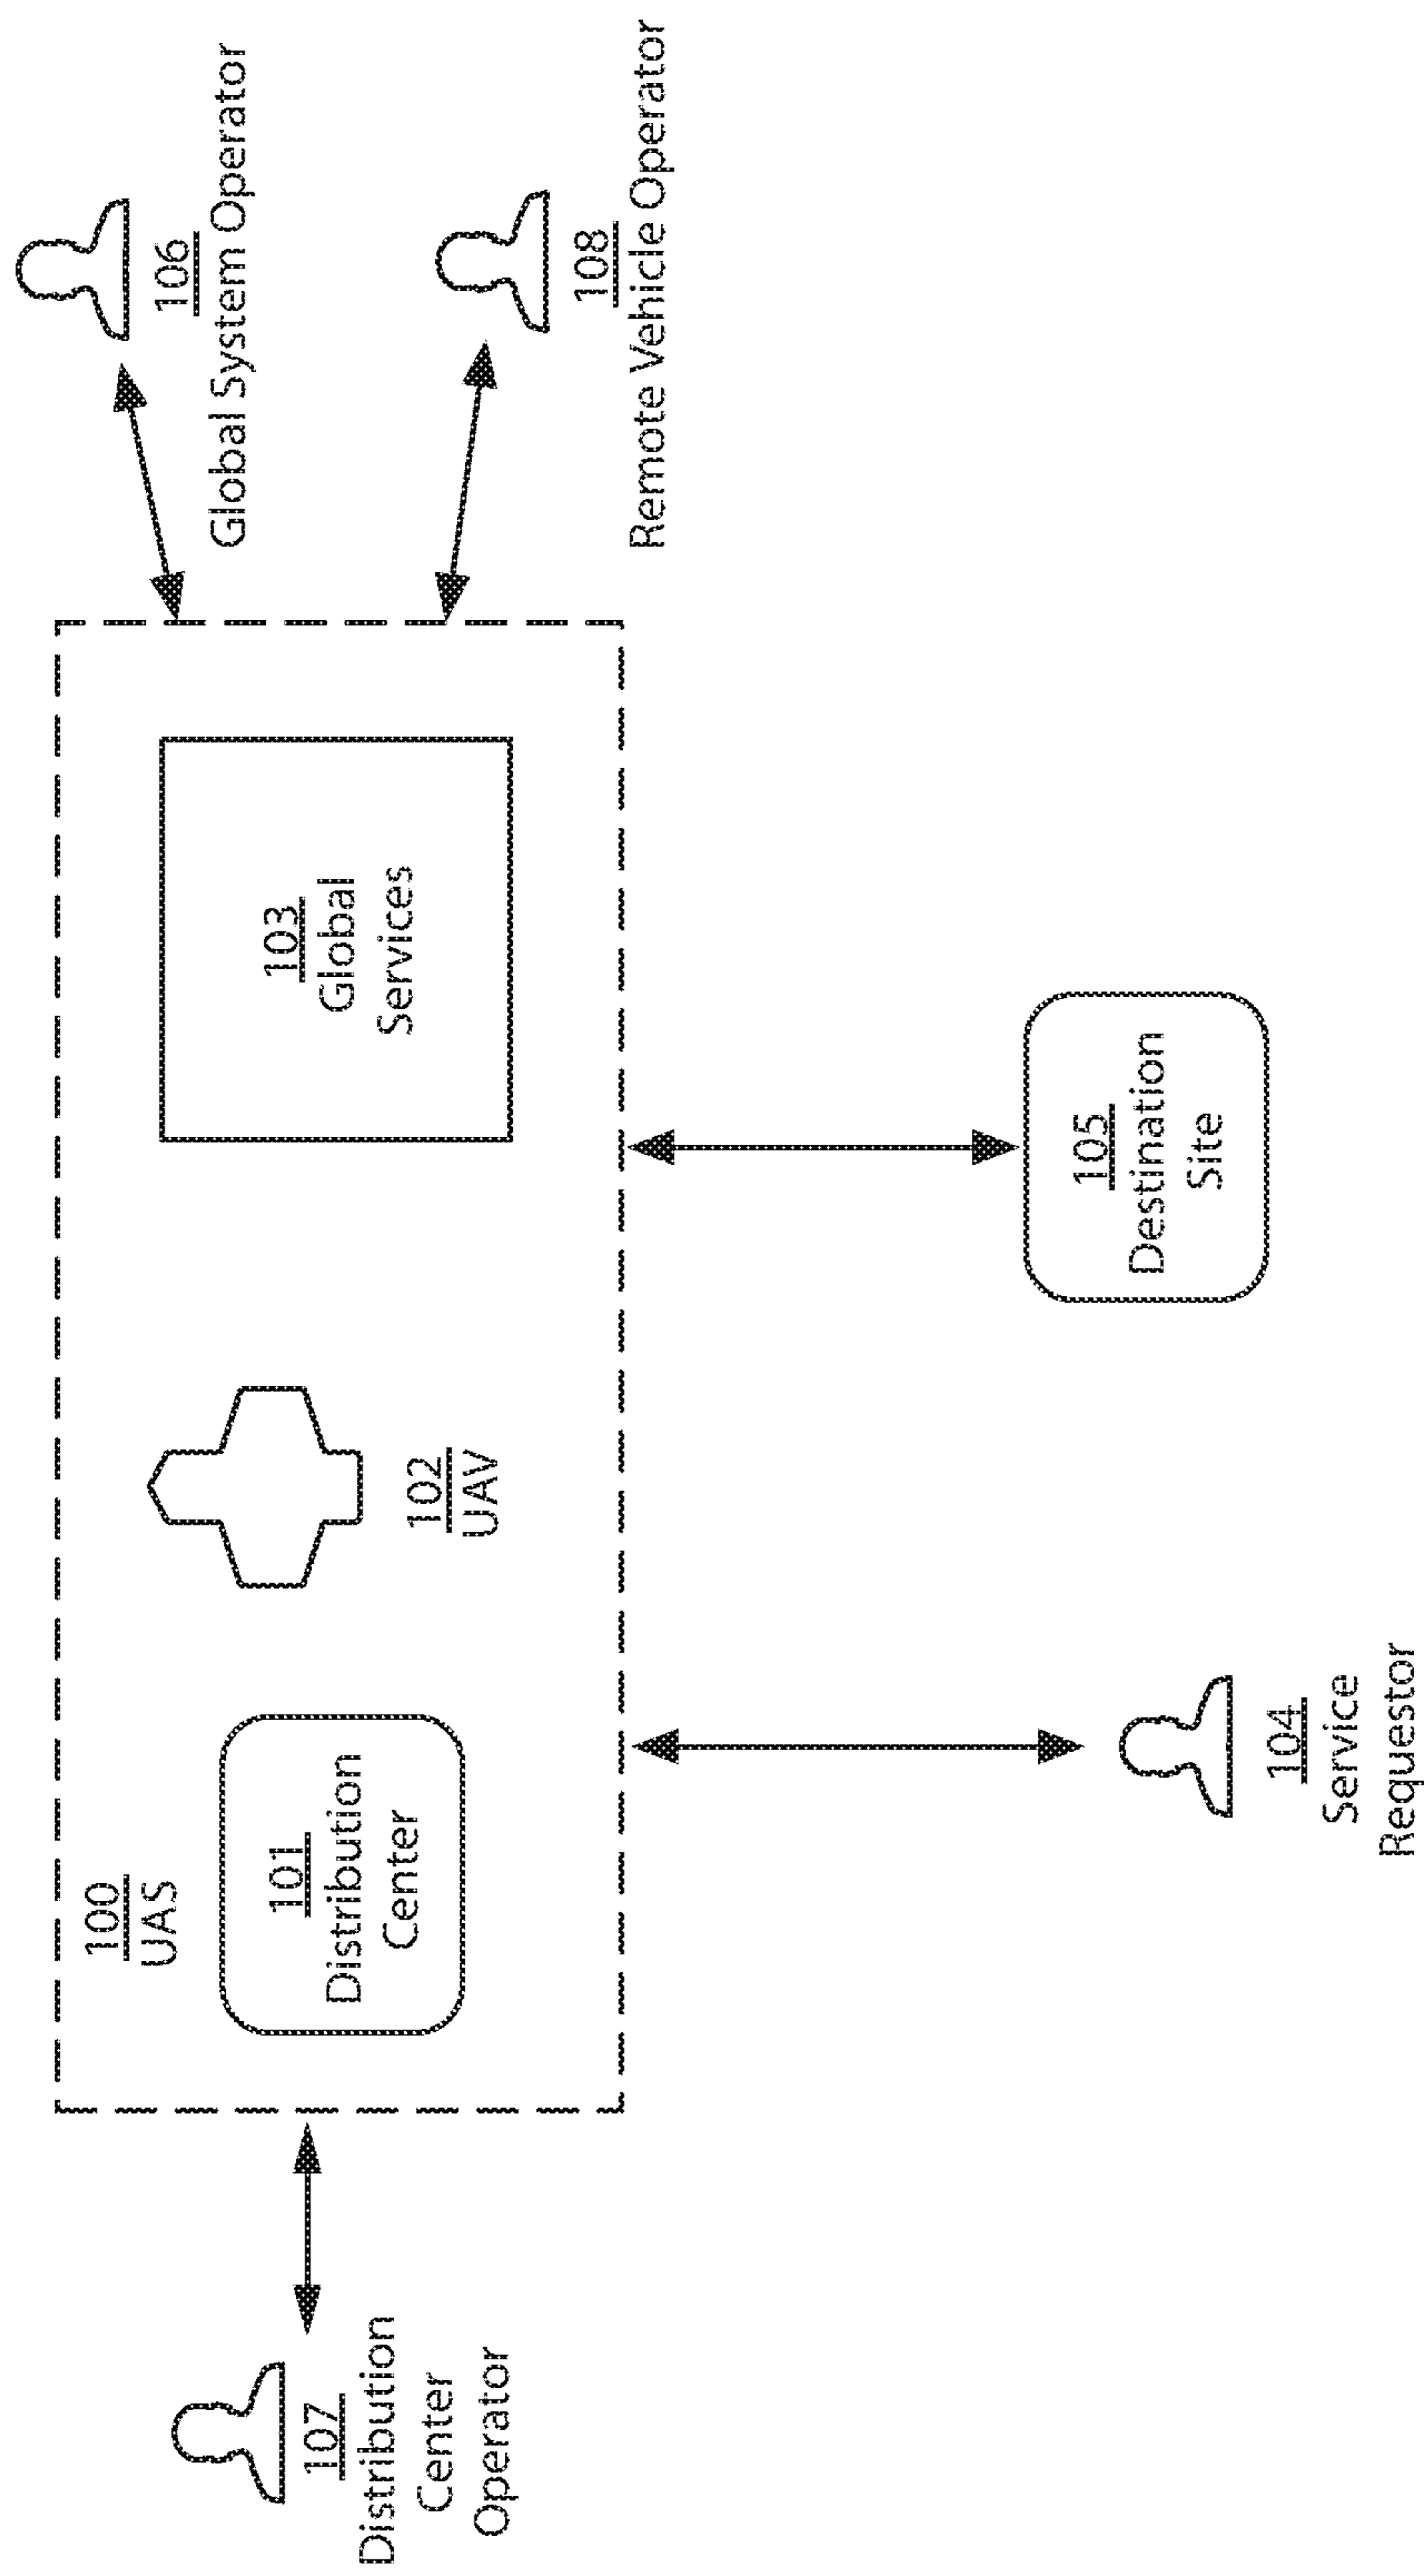 107
Distribution
Center
Operator
100
UAS
101
Distribution
Center
102
UAV
103
Global
Services
106
Global System Operator
108
Remote Vehicle Operator
104
Service
Requestor
105
Destination
Site